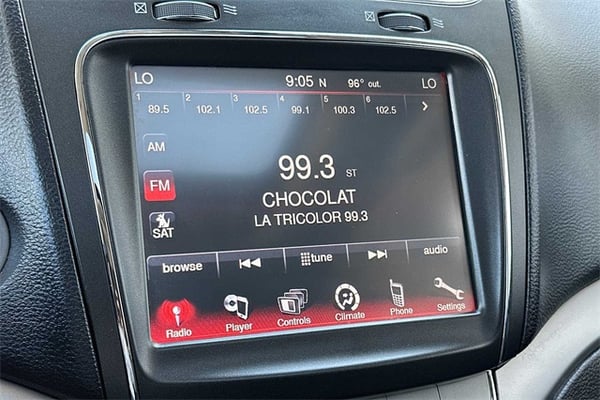 LO 9:05 N 96° out. LO
1 2 3 4 5 6
89.5 102.1 102.5 99.1 100.3 102.5
AM
FM
SAT
99.3 ST
CHOCOLAT
LA TRICOLOR 99.3
browse tune audio
Radio Player Controls Climate Phone Settings